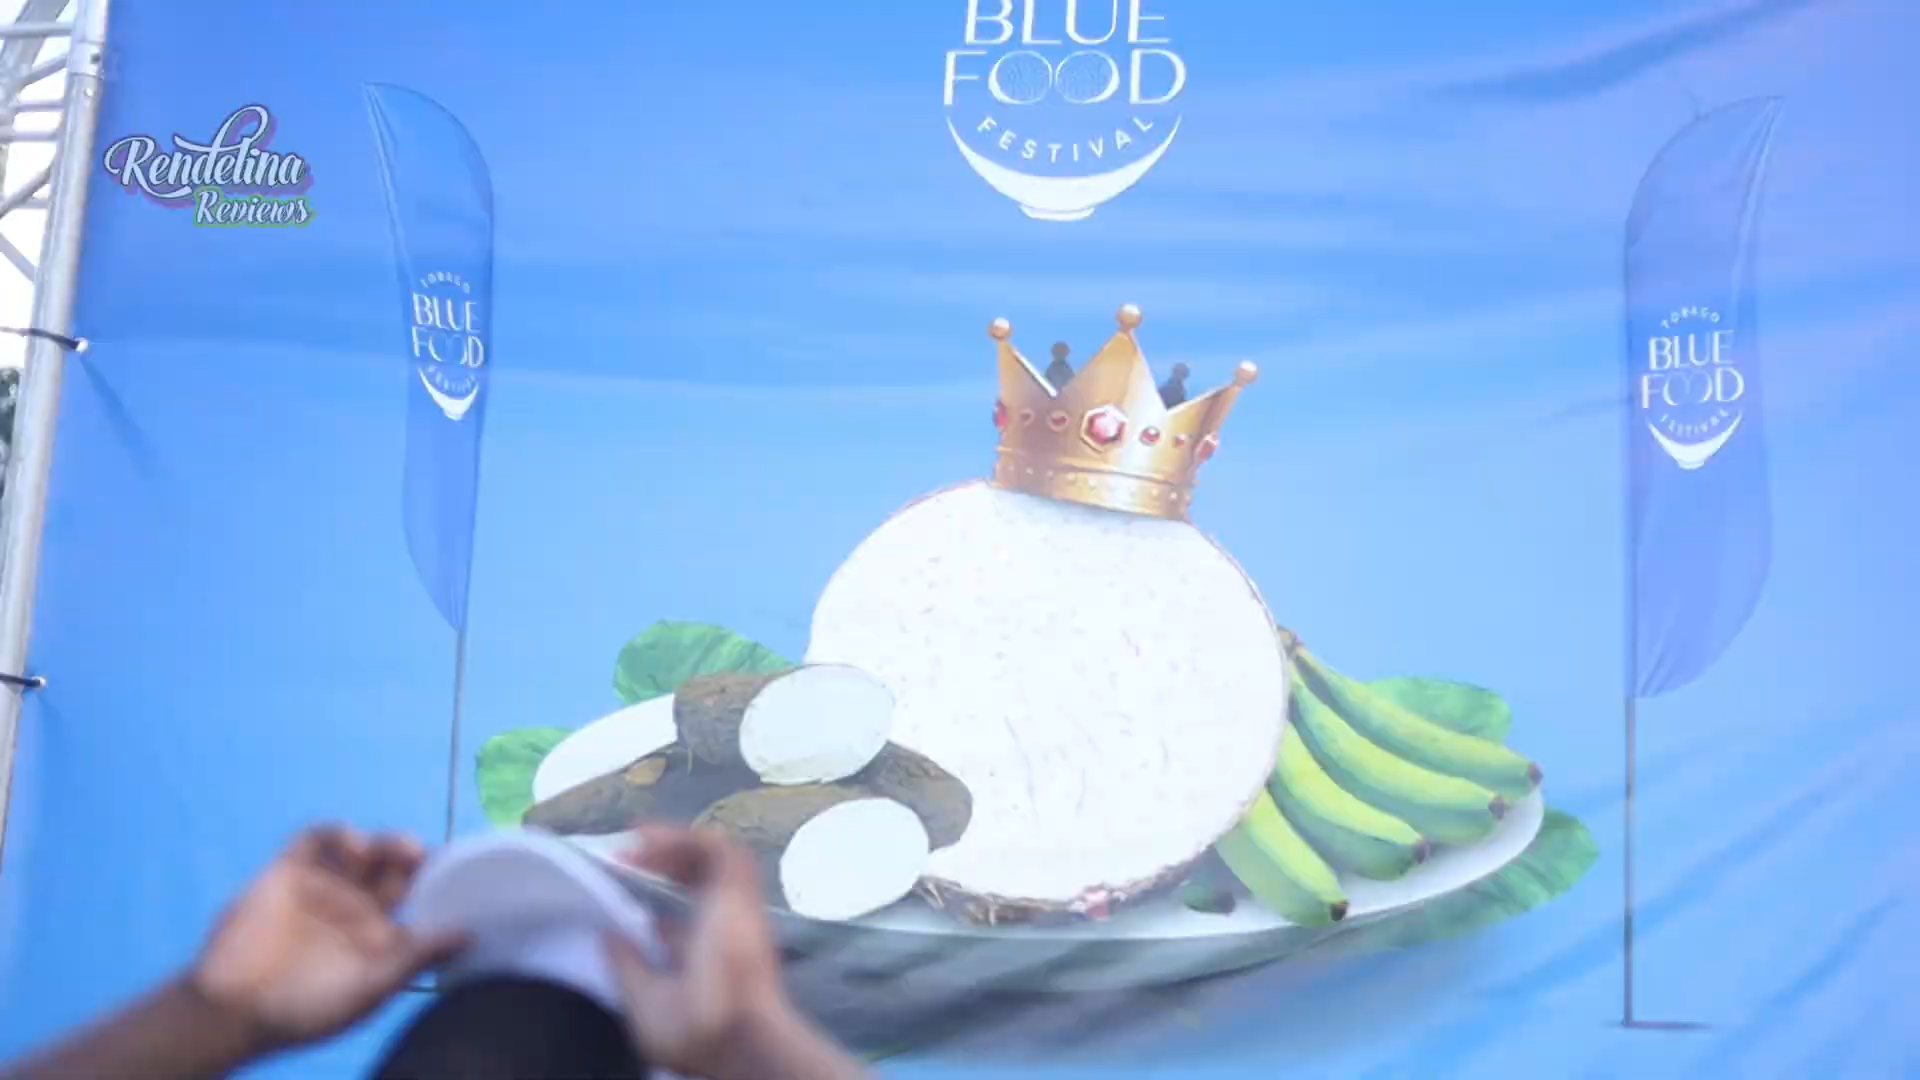 BLUE
FOOD
FESTIVAL
Rendelina
Reviews
TOBAGO
BLUE
FOOD
FESTIVAL
TOBAGO
BLUE
FOOD
FESTIVAL